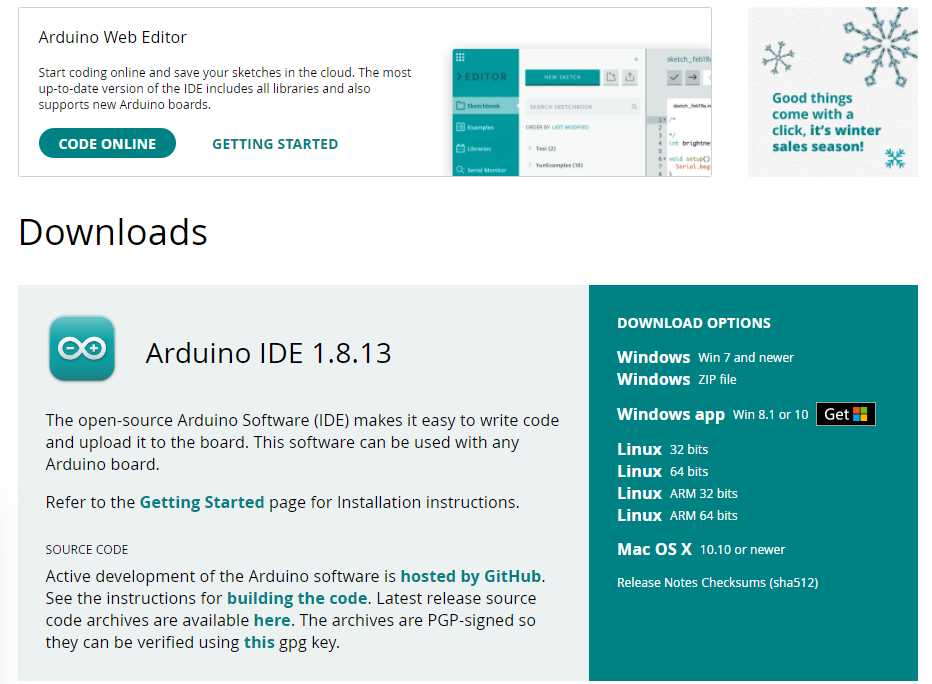 Arduino Web Editor
Start coding online and save your sketches in the cloud. The most
up-to-date version of the IDE includes all libraries and also
supports new Arduino boards.
CODE ONLINE
GETTING STARTED
EDITOR
Sketchbook
Examples
Libraries
Serial Monitor
NEW SKETCH
SEARCH SKETCHBOOK
ORDER BY LAST MODIFIED
Tesi (2)
YunExamples (10)
sketch_feb19a
1 /*
2
3 */
4 int brightne
5
6 void setup()
7 Serial.beg
8 }
Good things
come with a
click, it's winter
sales season!
Downloads
Arduino IDE 1.8.13
The open-source Arduino Software (IDE) makes it easy to write code
and upload it to the board. This software can be used with any
Arduino board.
Refer to the Getting Started page for Installation instructions.
SOURCE CODE
Active development of the Arduino software is hosted by GitHub.
See the instructions for building the code. Latest release source
code archives are available here. The archives are PGP-signed so
they can be verified using this gpg key.
DOWNLOAD OPTIONS
Windows Win 7 and newer
Windows ZIP file
Windows app Win 8.1 or 10 Get
Linux 32 bits
Linux 64 bits
Linux ARM 32 bits
Linux ARM 64 bits
Mac OS X 10.10 or newer
Release Notes Checksums (sha512)